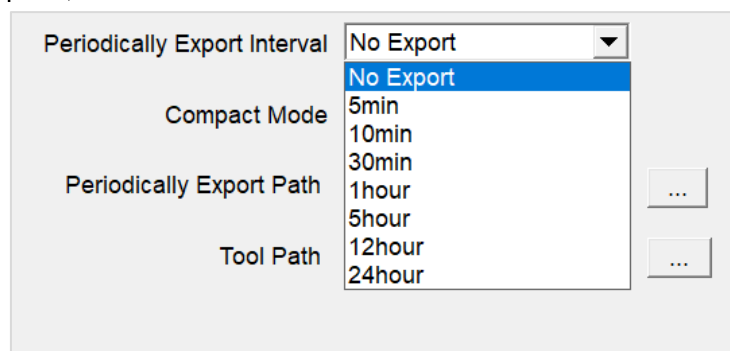 Periodically Export Interval No Export
No Export
Compact Mode 5min
10min
30min
Periodically Export Path 1hour ...
5hour
Tool Path 12hour ...
24hour